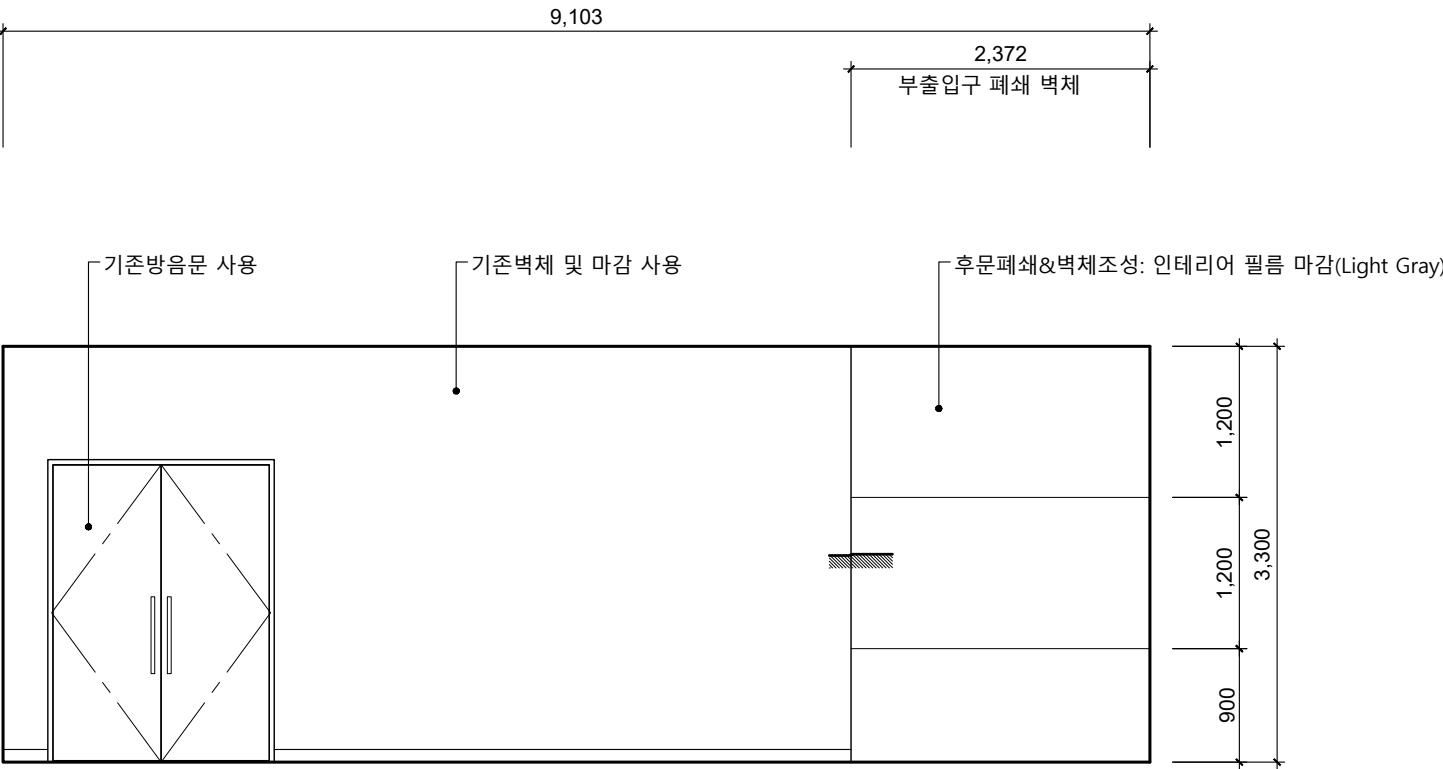 9,103
2,372
부출입구 폐쇄 벽체
기존방음문 사용
기존벽체 및 마감 사용
후문폐쇄&벽체조성: 인테리어 필름 마감(Light Gray)
1,200
1,200
3,300
900